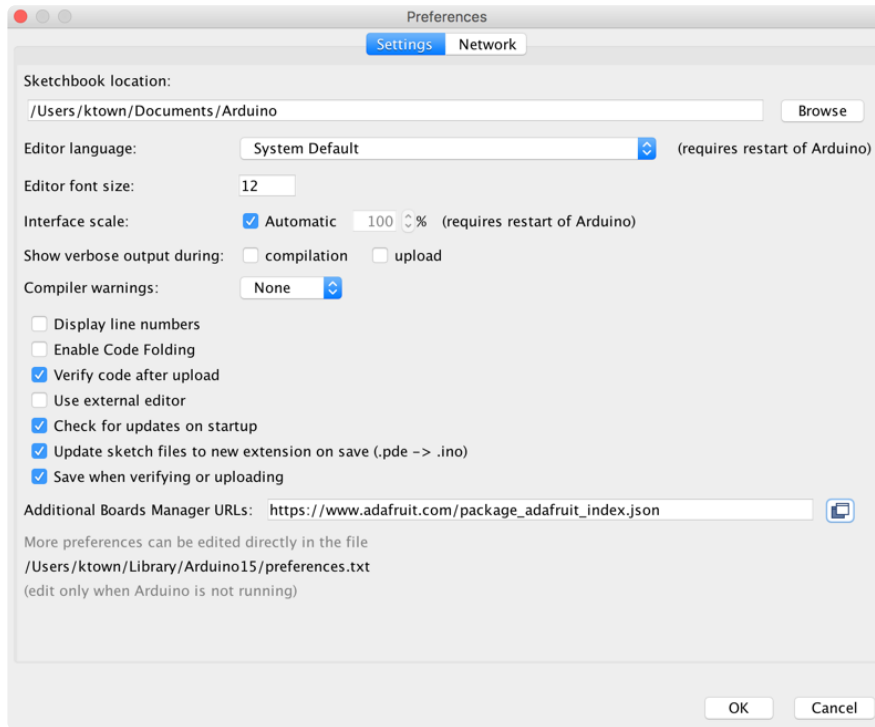 Preferences
Settings Network
Sketchbook location:
/Users/ktown/Documents/Arduino Browse
Editor language: System Default (requires restart of Arduino)
Editor font size: 12
Interface scale: Automatic 100 % (requires restart of Arduino)
Show verbose output during: compilation upload
Compiler warnings: None
Display line numbers
Enable Code Folding
Verify code after upload
Use external editor
Check for updates on startup
Update sketch files to new extension on save (.pde -> .ino)
Save when verifying or uploading
Additional Boards Manager URLs: https://www.adafruit.com/package_adafruit_index.json
More preferences can be edited directly in the file
/Users/ktown/Library/Arduino15/preferences.txt
(edit only when Arduino is not running)
OK Cancel